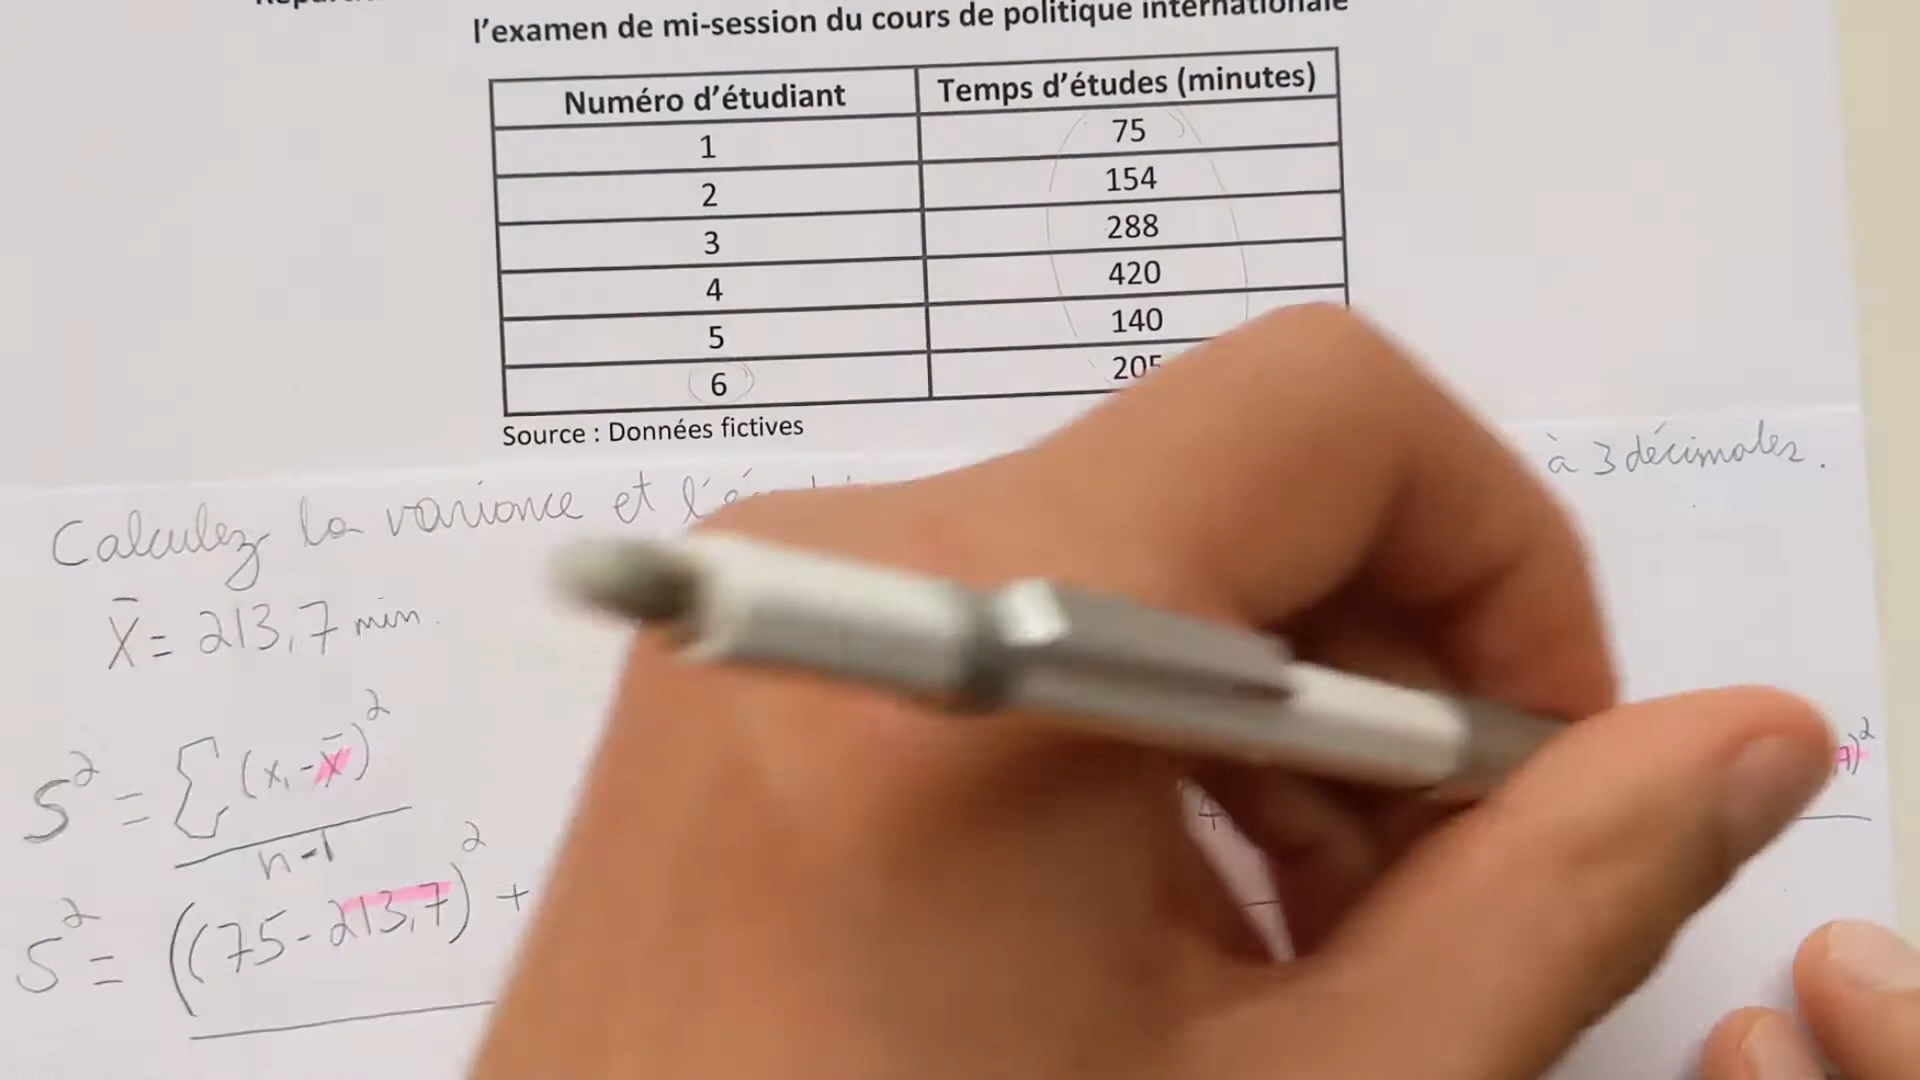 l'examen de mi-session du cours de politique internationale
Numéro d'étudiant Temps d'études (minutes)
1 75
2 154
3 288
4 420
5 140
6 205
Source : Données fictives
Calculez la variance et à 3 décimales.
X̄ = 213,7 min.
S² = Σ(xᵢ-x̄)²
n-1
S² = ((75-213,7)² +